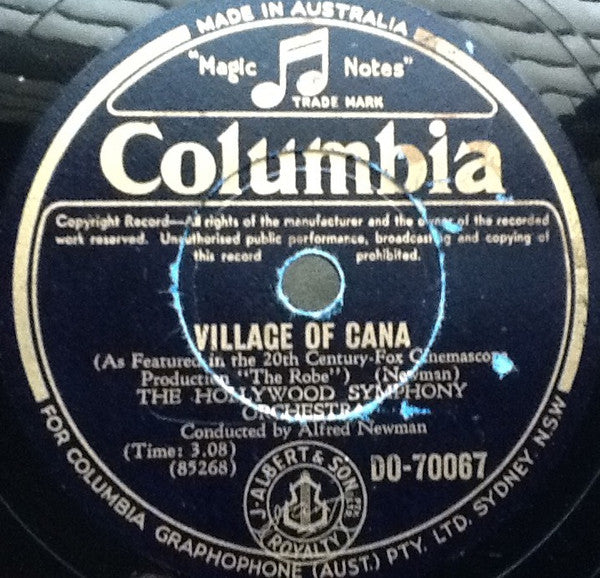 MADE IN AUSTRALIA
"Magic Notes"
TRADE MARK
Columbia
Copyright Record—All rights of the manufacturer and the owner of the recorded
work reserved. Unauthorised public performance, broadcasting and copying of
this record prohibited.
VILLAGE OF CANA
(As Featured in the 20th Century-Fox Cinemascope
Production "The Robe") (Newman)
THE HOLLYWOOD SYMPHONY
ORCHESTRA
Conducted by Alfred Newman
(Time: 3.08)
(85268)
DO-70067
J. ALBERT & SON
ROYALTY
FOR COLUMBIA GRAPHOPHONE (AUST.) PTY. LTD. SYDNEY. N.S.W